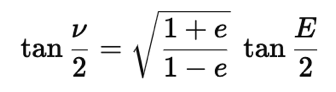 tan ν/2 = √((1 + e)/(1 − e)) tan E/2